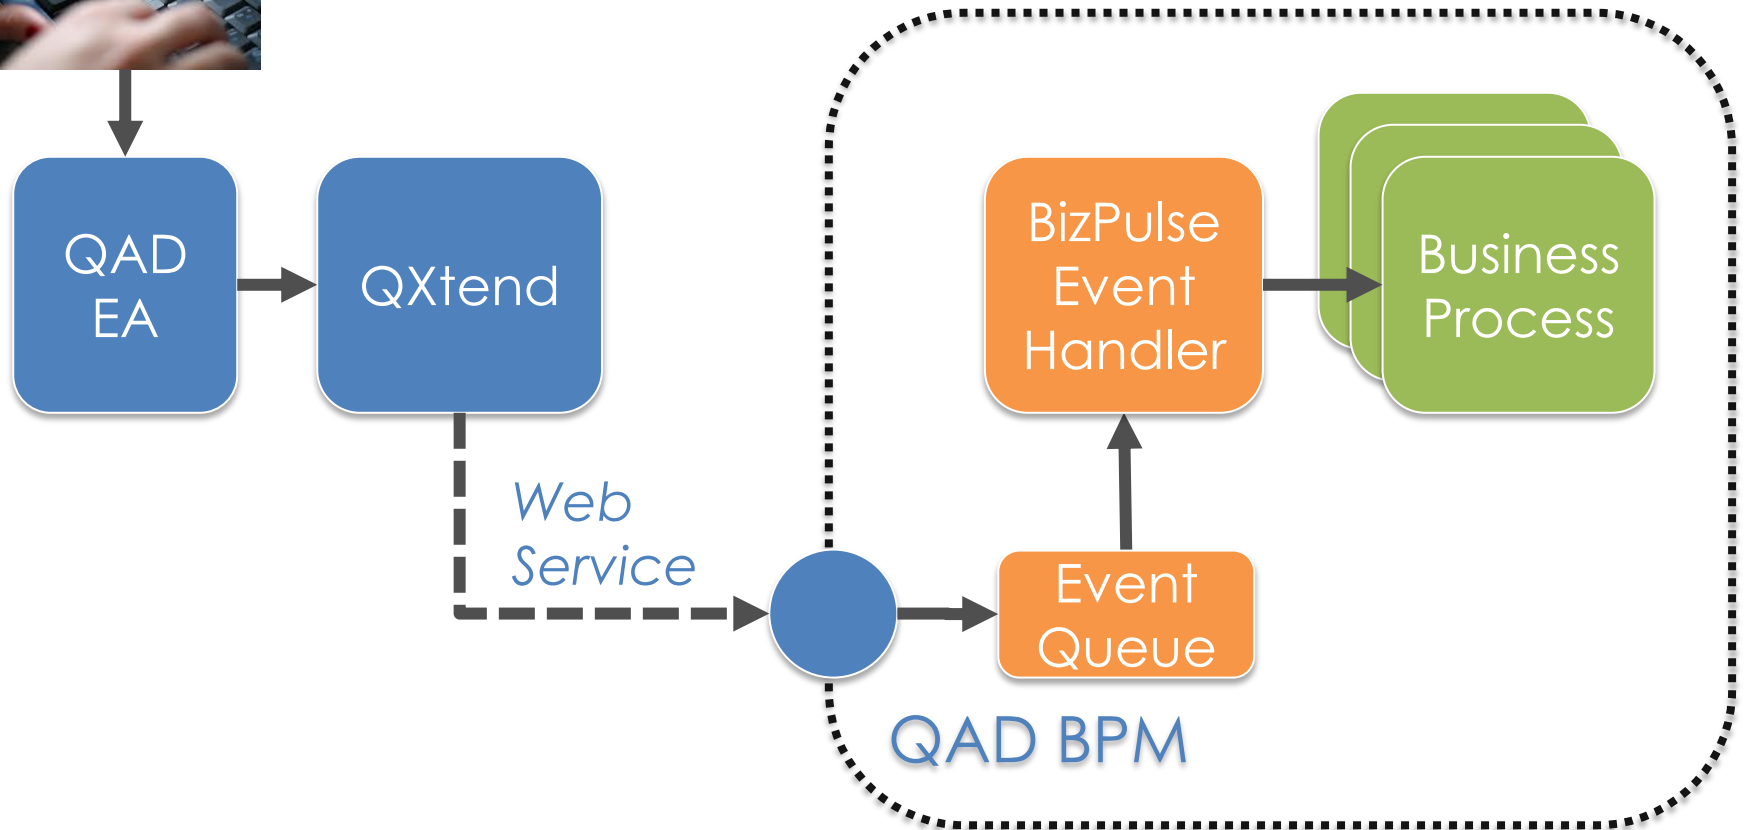 QAD
EA
QXtend
Web
Service
BizPulse
Event
Handler
Business
Process
Event
Queue
QAD BPM